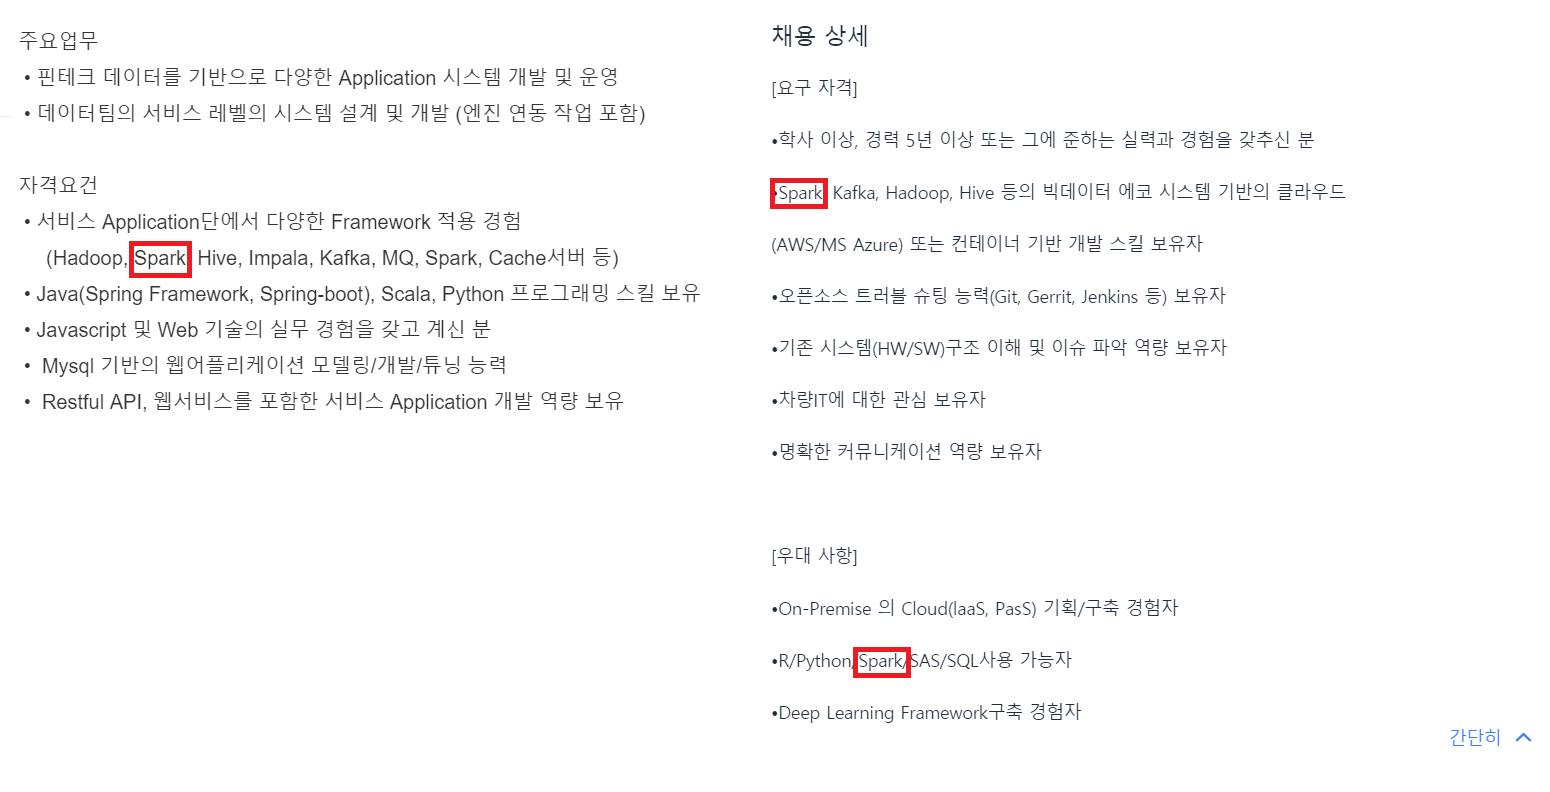 주요업무
• 핀테크 데이터를 기반으로 다양한 Application 시스템 개발 및 운영
• 데이터팀의 서비스 레벨의 시스템 설계 및 개발 (엔진 연동 작업 포함)
자격요건
• 서비스 Application단에서 다양한 Framework 적용 경험
(Hadoop, Spark, Hive, Impala, Kafka, MQ, Spark, Cache서버 등)
• Java(Spring Framework, Spring-boot), Scala, Python 프로그래밍 스킬 보유
• Javascript 및 Web 기술의 실무 경험을 갖고 계신 분
• Mysql 기반의 웹어플리케이션 모델링/개발/튜닝 능력
• Restful API, 웹서비스를 포함한 서비스 Application 개발 역량 보유
채용 상세
[요구 자격]
•학사 이상, 경력 5년 이상 또는 그에 준하는 실력과 경험을 갖추신 분
•Spark, Kafka, Hadoop, Hive 등의 빅데이터 에코 시스템 기반의 클라우드
(AWS/MS Azure) 또는 컨테이너 기반 개발 스킬 보유자
•오픈소스 트러블 슈팅 능력(Git, Gerrit, Jenkins 등) 보유자
•기존 시스템(HW/SW)구조 이해 및 이슈 파악 역량 보유자
•차량IT에 대한 관심 보유자
•명확한 커뮤니케이션 역량 보유자
[우대 사항]
•On-Premise 의 Cloud(laaS, PasS) 기획/구축 경험자
•R/Python/Spark/SAS/SQL사용 가능자
•Deep Learning Framework구축 경험자
간단히